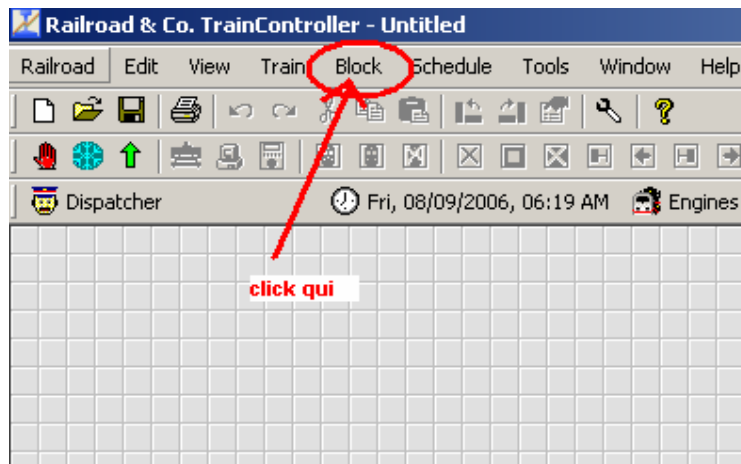 Railroad & Co. TrainController - Untitled
Railroad Edit View Train Block Schedule Tools Window Help
Dispatcher Fri, 08/09/2006, 06:19 AM Engines
click qui